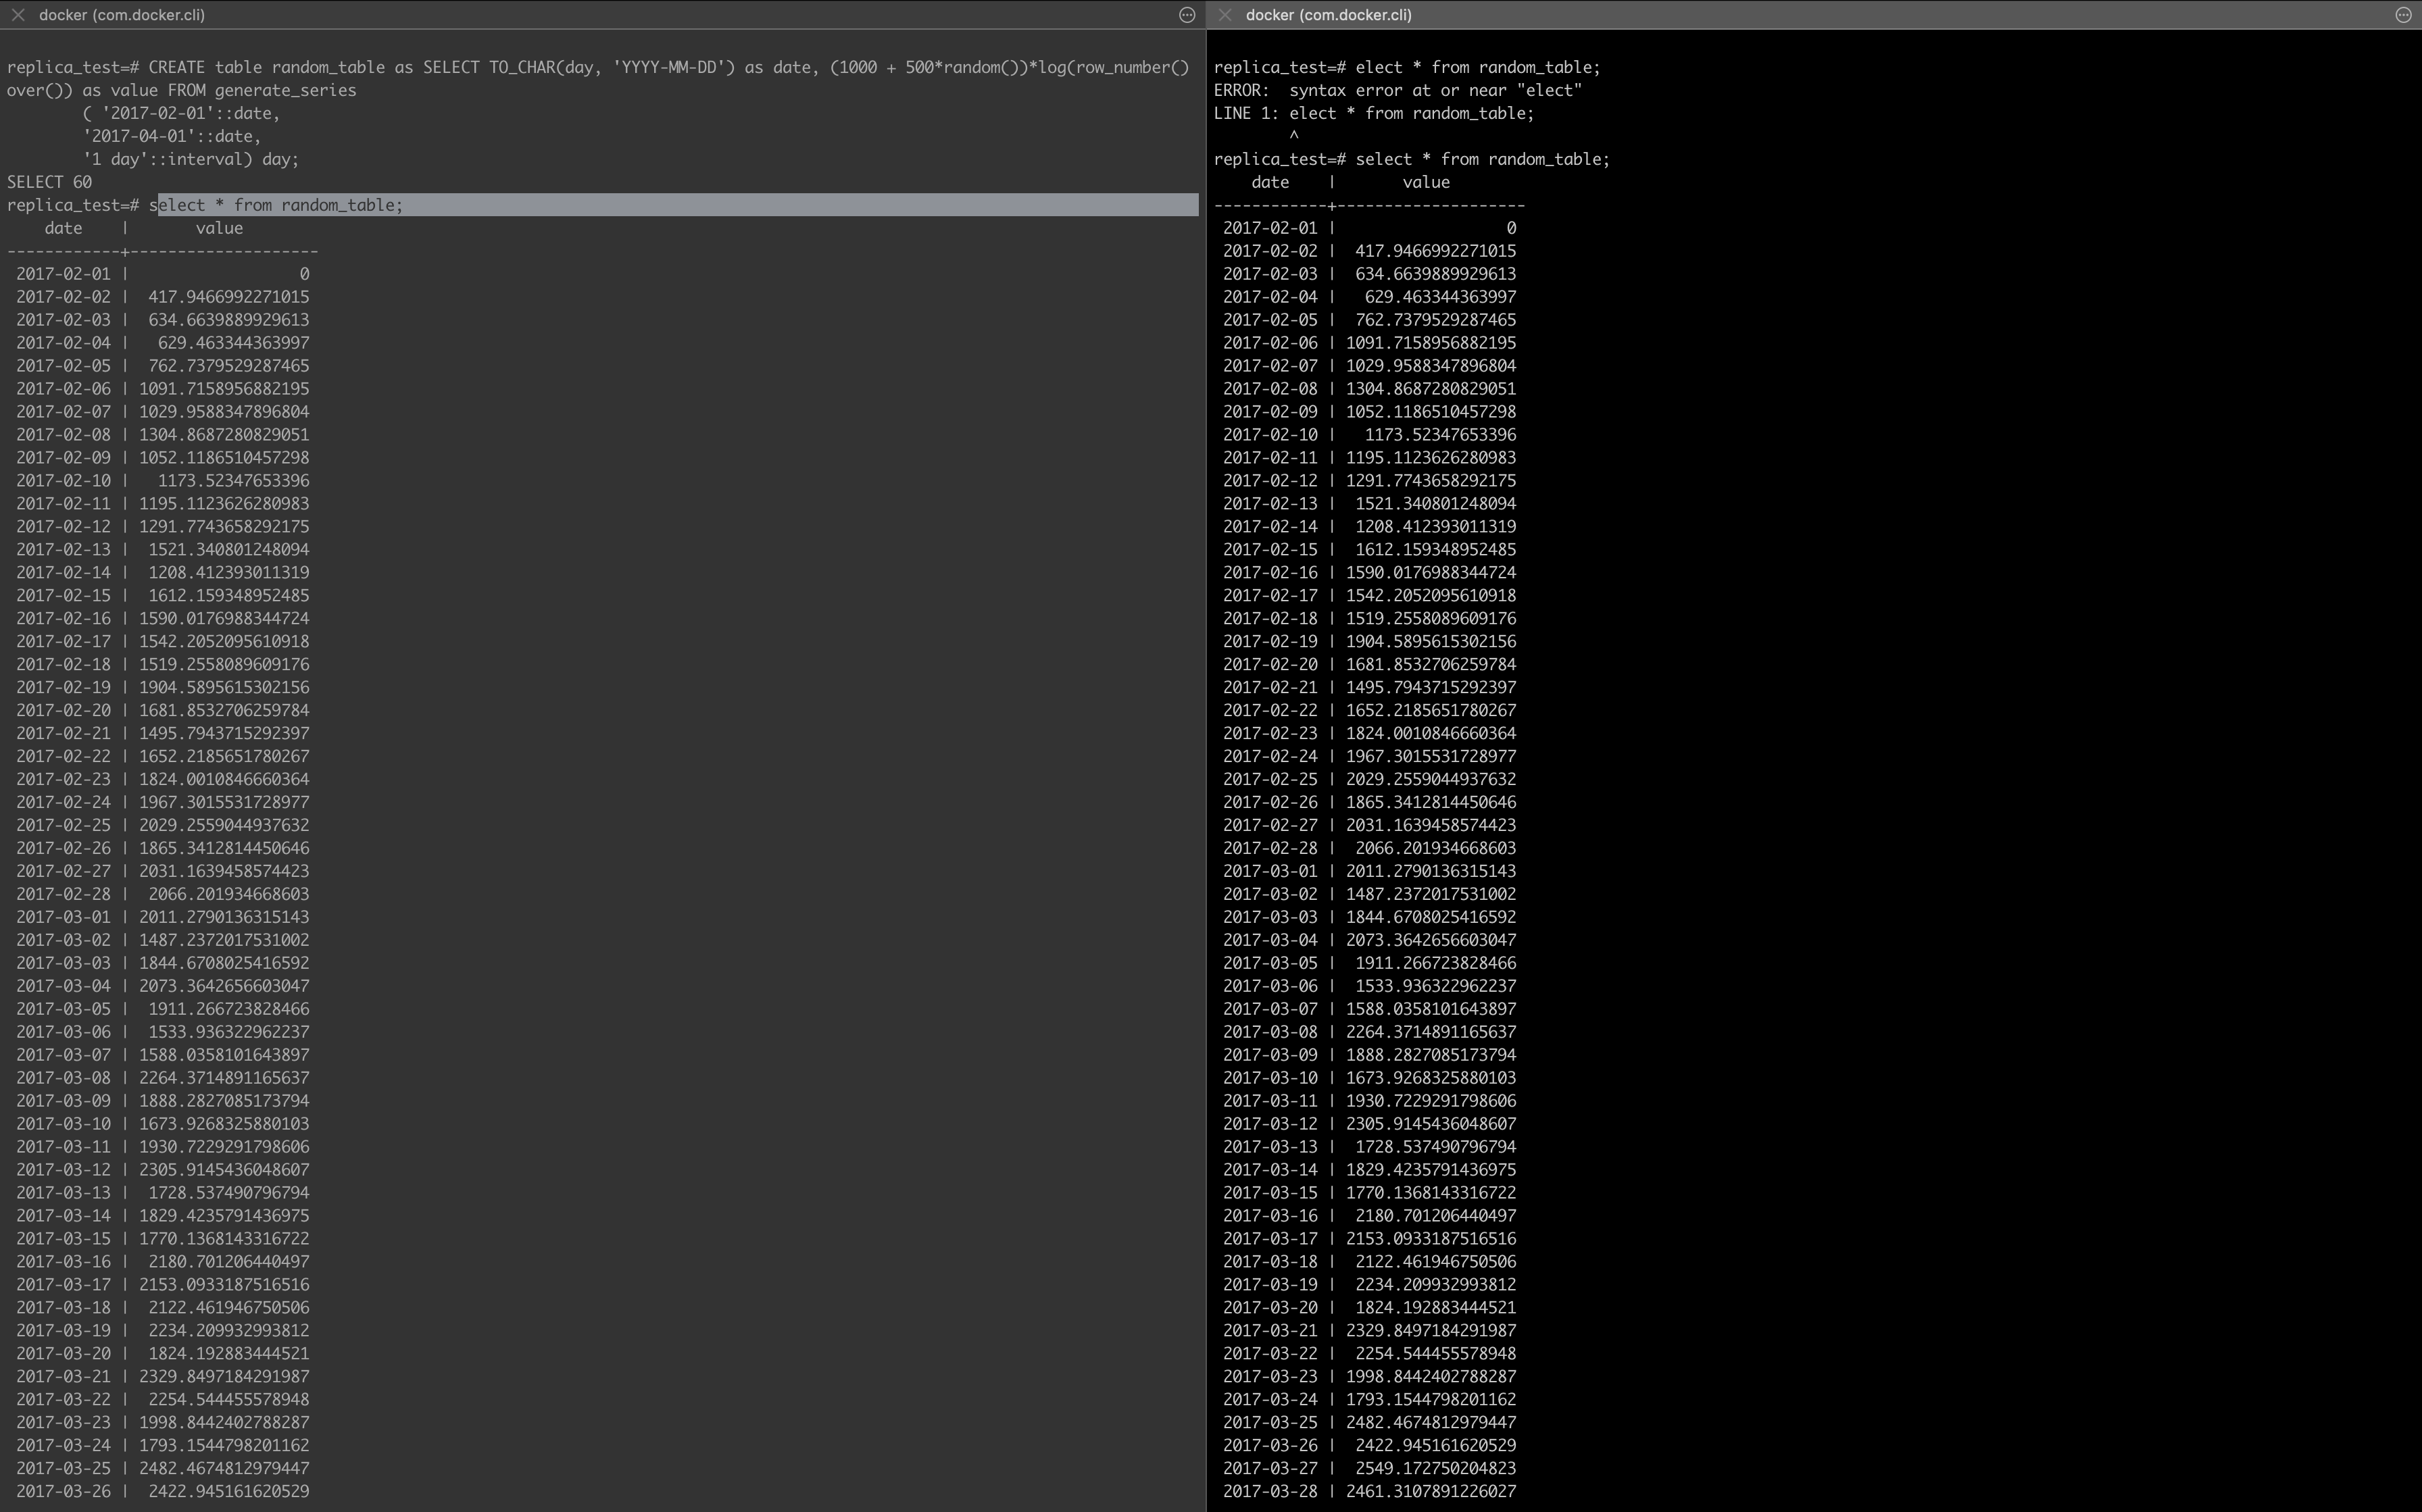 docker (com.docker.cli)
replica_test=# CREATE table random_table as SELECT TO_CHAR(day, 'YYYY-MM-DD') as date, (1000 + 500*random())*log(row_number()
over()) as value FROM generate_series
        ( '2017-02-01'::date,
        '2017-04-01'::date,
        '1 day'::interval) day;
SELECT 60
replica_test=# select * from random_table;
    date    |       value
------------+--------------------
 2017-02-01 |                  0
 2017-02-02 |  417.9466992271015
 2017-02-03 |  634.6639889929613
 2017-02-04 |   629.463344363997
 2017-02-05 |  762.7379529287465
 2017-02-06 | 1091.7158956882195
 2017-02-07 | 1029.9588347896804
 2017-02-08 | 1304.8687280829051
 2017-02-09 | 1052.1186510457298
 2017-02-10 |   1173.52347653396
 2017-02-11 | 1195.1123626280983
 2017-02-12 | 1291.7743658292175
 2017-02-13 |  1521.340801248094
 2017-02-14 |  1208.412393011319
 2017-02-15 |  1612.159348952485
 2017-02-16 | 1590.0176988344724
 2017-02-17 | 1542.2052095610918
 2017-02-18 | 1519.2558089609176
 2017-02-19 | 1904.5895615302156
 2017-02-20 | 1681.8532706259784
 2017-02-21 | 1495.7943715292397
 2017-02-22 | 1652.2185651780267
 2017-02-23 | 1824.0010846660364
 2017-02-24 | 1967.3015531728977
 2017-02-25 | 2029.2559044937632
 2017-02-26 | 1865.3412814450646
 2017-02-27 | 2031.1639458574423
 2017-02-28 |  2066.201934668603
 2017-03-01 | 2011.2790136315143
 2017-03-02 | 1487.2372017531002
 2017-03-03 | 1844.6708025416592
 2017-03-04 | 2073.3642656603047
 2017-03-05 |  1911.266723828466
 2017-03-06 |  1533.936322962237
 2017-03-07 | 1588.0358101643897
 2017-03-08 | 2264.3714891165637
 2017-03-09 | 1888.2827085173794
 2017-03-10 | 1673.9268325880103
 2017-03-11 | 1930.7229291798606
 2017-03-12 | 2305.9145436048607
 2017-03-13 |  1728.537490796794
 2017-03-14 | 1829.4235791436975
 2017-03-15 | 1770.1368143316722
 2017-03-16 |  2180.701206440497
 2017-03-17 | 2153.0933187516516
 2017-03-18 |  2122.461946750506
 2017-03-19 |  2234.209932993812
 2017-03-20 |  1824.192883444521
 2017-03-21 | 2329.8497184291987
 2017-03-22 |  2254.544455578948
 2017-03-23 | 1998.8442402788287
 2017-03-24 | 1793.1544798201162
 2017-03-25 | 2482.4674812979447
 2017-03-26 |  2422.945161620529
docker (com.docker.cli)
replica_test=# elect * from random_table;
ERROR:  syntax error at or near "elect"
LINE 1: elect * from random_table;
        ^
replica_test=# select * from random_table;
    date    |       value
------------+--------------------
 2017-02-01 |                  0
 2017-02-02 |  417.9466992271015
 2017-02-03 |  634.6639889929613
 2017-02-04 |   629.463344363997
 2017-02-05 |  762.7379529287465
 2017-02-06 | 1091.7158956882195
 2017-02-07 | 1029.9588347896804
 2017-02-08 | 1304.8687280829051
 2017-02-09 | 1052.1186510457298
 2017-02-10 |   1173.52347653396
 2017-02-11 | 1195.1123626280983
 2017-02-12 | 1291.7743658292175
 2017-02-13 |  1521.340801248094
 2017-02-14 |  1208.412393011319
 2017-02-15 |  1612.159348952485
 2017-02-16 | 1590.0176988344724
 2017-02-17 | 1542.2052095610918
 2017-02-18 | 1519.2558089609176
 2017-02-19 | 1904.5895615302156
 2017-02-20 | 1681.8532706259784
 2017-02-21 | 1495.7943715292397
 2017-02-22 | 1652.2185651780267
 2017-02-23 | 1824.0010846660364
 2017-02-24 | 1967.3015531728977
 2017-02-25 | 2029.2559044937632
 2017-02-26 | 1865.3412814450646
 2017-02-27 | 2031.1639458574423
 2017-02-28 |  2066.201934668603
 2017-03-01 | 2011.2790136315143
 2017-03-02 | 1487.2372017531002
 2017-03-03 | 1844.6708025416592
 2017-03-04 | 2073.3642656603047
 2017-03-05 |  1911.266723828466
 2017-03-06 |  1533.936322962237
 2017-03-07 | 1588.0358101643897
 2017-03-08 | 2264.3714891165637
 2017-03-09 | 1888.2827085173794
 2017-03-10 | 1673.9268325880103
 2017-03-11 | 1930.7229291798606
 2017-03-12 | 2305.9145436048607
 2017-03-13 |  1728.537490796794
 2017-03-14 | 1829.4235791436975
 2017-03-15 | 1770.1368143316722
 2017-03-16 |  2180.701206440497
 2017-03-17 | 2153.0933187516516
 2017-03-18 |  2122.461946750506
 2017-03-19 |  2234.209932993812
 2017-03-20 |  1824.192883444521
 2017-03-21 | 2329.8497184291987
 2017-03-22 |  2254.544455578948
 2017-03-23 | 1998.8442402788287
 2017-03-24 | 1793.1544798201162
 2017-03-25 | 2482.4674812979447
 2017-03-26 |  2422.945161620529
 2017-03-27 |  2549.172750204823
 2017-03-28 | 2461.3107891226027